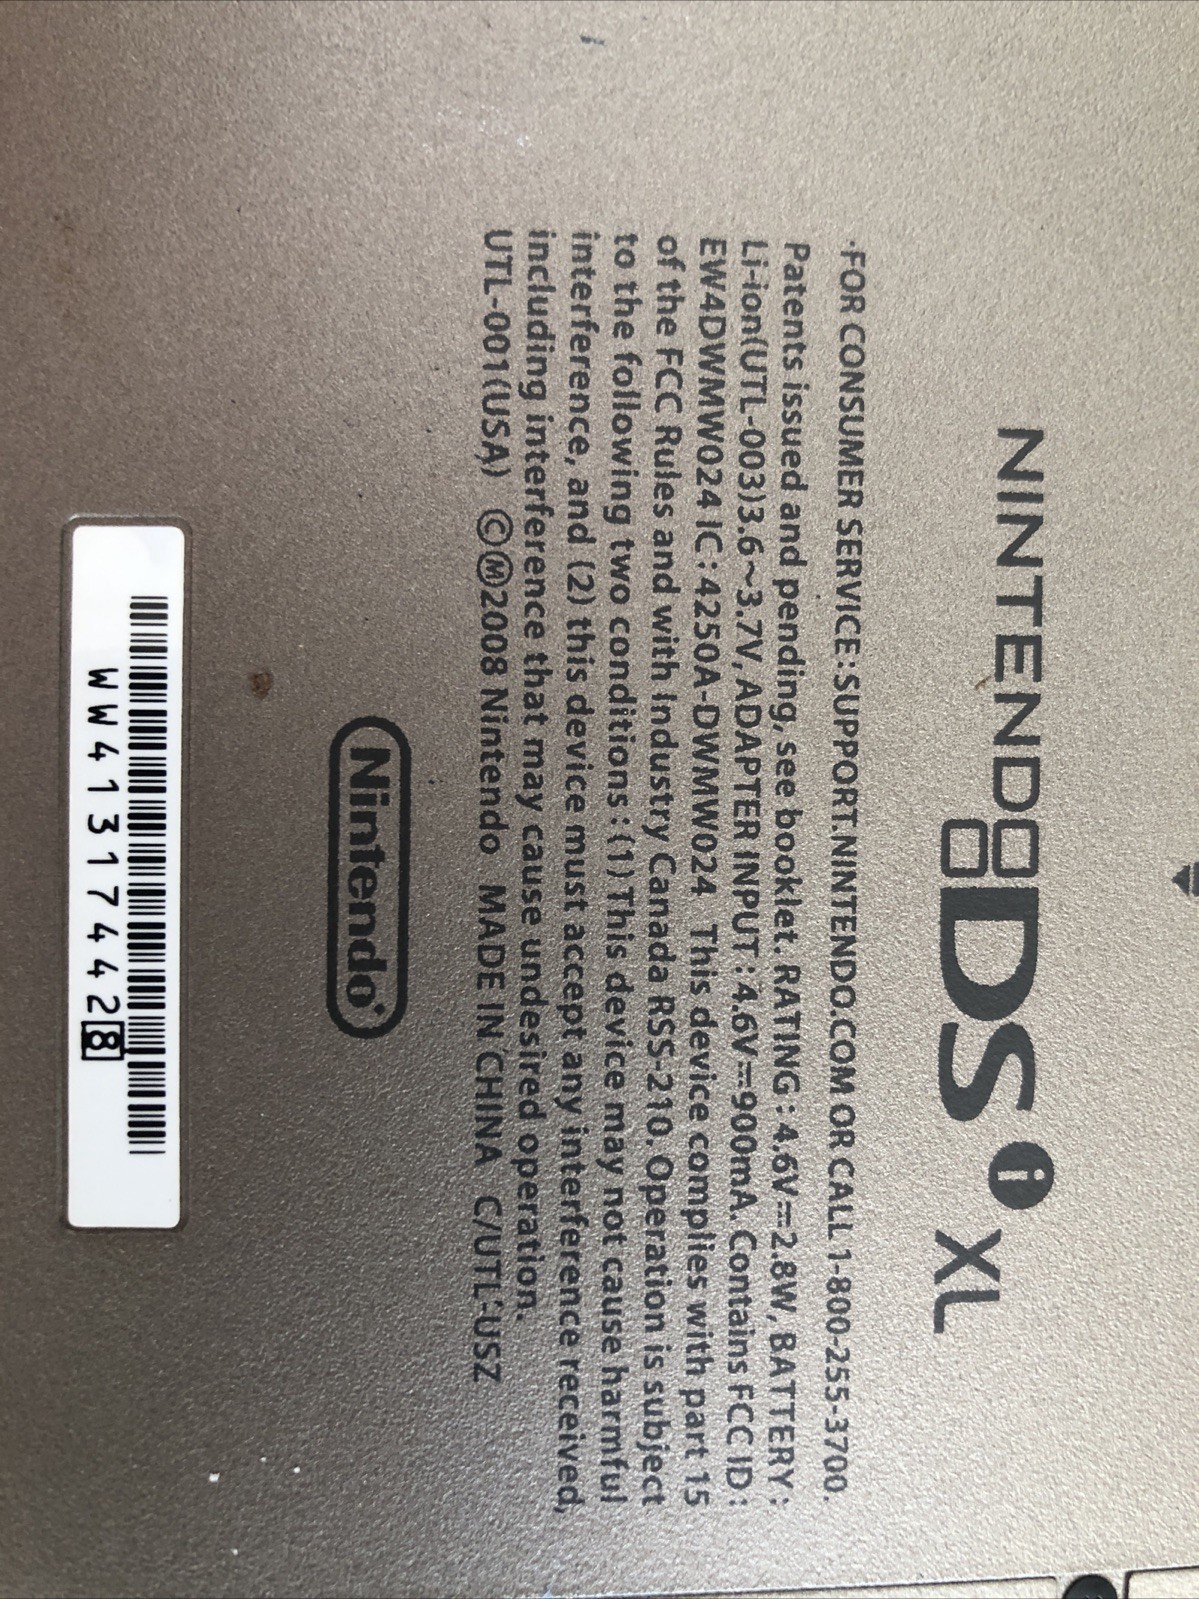 NINTENDO DSi XL
·FOR CONSUMER SERVICE : SUPPORT.NINTENDO.COM OR CALL 1-800-255-3700.
Patents issued and pending, see booklet. RATING : 4.6V⎓2.8W, BATTERY :
Li-ion(UTL-003)3.6~3.7V, ADAPTER INPUT : 4.6V⎓900mA. Contains FCC ID :
EW4DWMW024 IC : 4250A-DWMW024 This device complies with part 15
of the FCC Rules and with Industry Canada RSS-210. Operation is subject
to the following two conditions : (1) This device may not cause harmful
interference, and (2) this device must accept any interference received,
including interference that may cause undesired operation.
UTL-001(USA) ©Ⓜ2008 Nintendo MADE IN CHINA C/UTL-USZ
Nintendo®
WW413174428